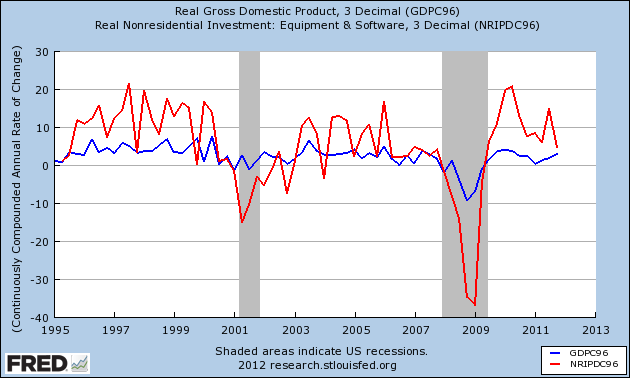 Real Gross Domestic Product, 3 Decimal (GDPC96)
Real Nonresidential Investment: Equipment & Software, 3 Decimal (NRIPDC96)
(Continuously Compounded Annual Rate of Change)
30
20
10
0
-10
-20
-30
-40
1995
1997
1999
2001
2003
2005
2007
2009
2011
2013
Shaded areas indicate US recessions.
2012 research.stlouisfed.org
FRED
GDPC96
NRIPDC96